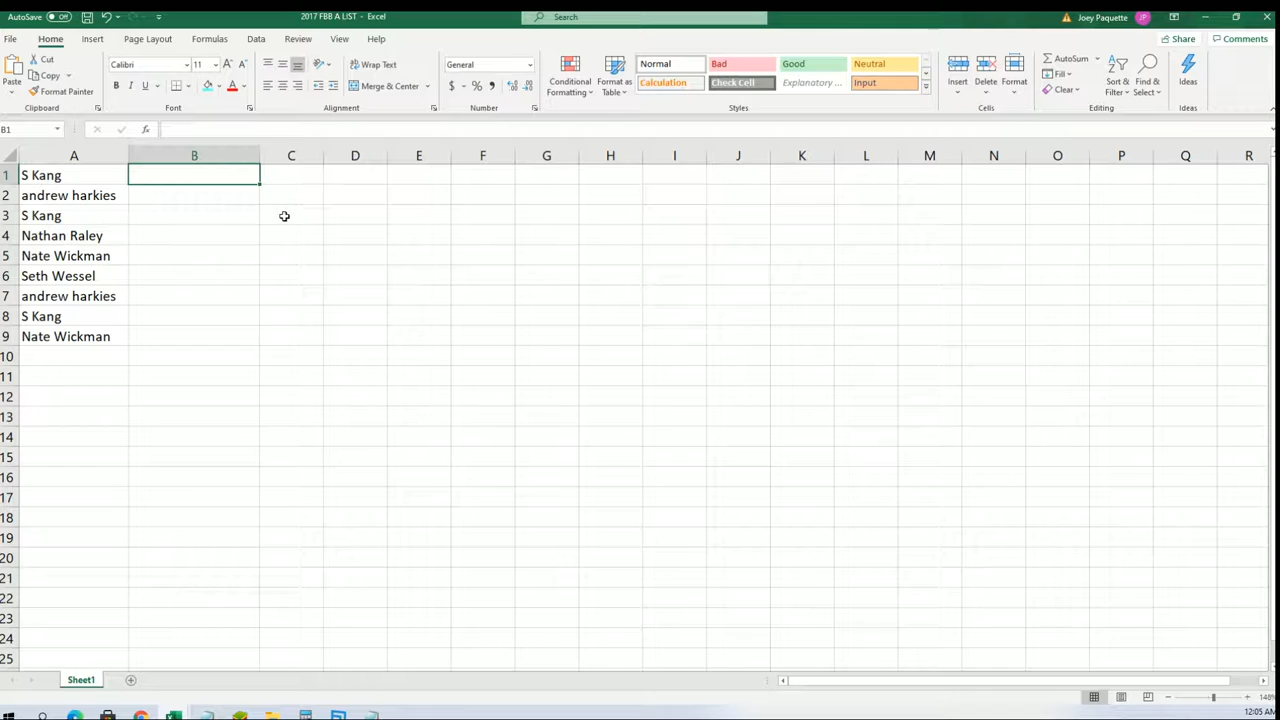 AutoSave Off 2017 FBB A LIST - Excel Search Joey Paquette JP
File Home Insert Page Layout Formulas Data Review View Help Share Comments
Paste Cut Copy Format Painter Clipboard
Calibri 11 B I U A Font
Wrap Text Merge & Center Alignment
General $ % Number
Conditional Formatting Format as Table Normal Bad Good Neutral Calculation Check Cell Explanatory ... Input Styles
Insert Delete Format Cells
AutoSum Fill Clear Sort & Filter Find & Select Editing
Ideas Ideas
B1 fx
A B C D E F G H I J K L M N O P Q R
1 S Kang
2 andrew harkies
3 S Kang
4 Nathan Raley
5 Nate Wickman
6 Seth Wessel
7 andrew harkies
8 S Kang
9 Nate Wickman
10
11
12
13
14
15
16
17
18
19
20
21
22
23
24
25
Sheet1
148%
12:05 AM